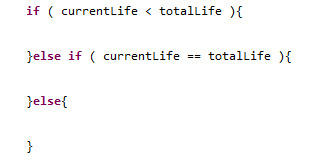 if ( currentLife < totalLife ){
}else if ( currentLife == totalLife ){
}else{
}